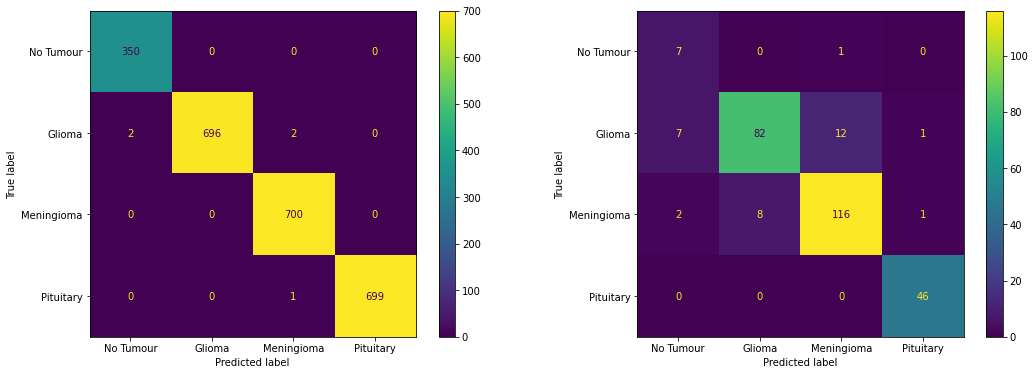 No Tumour 350 0 0 0
Glioma 2 696 2 0
Meningioma 0 0 700 0
Pituitary 0 0 1 699
No Tumour Glioma Meningioma Pituitary
Predicted label
True label
700
600
500
400
300
200
100
0
No Tumour 7 0 1 0
Glioma 7 82 12 1
Meningioma 2 8 116 1
Pituitary 0 0 0 46
No Tumour Glioma Meningioma Pituitary
Predicted label
True label
100
80
60
40
20
0